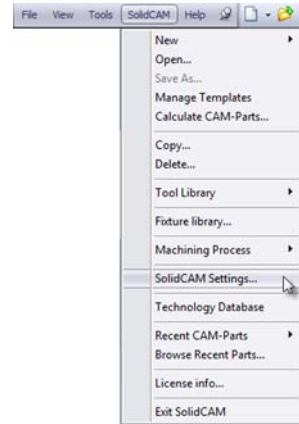 File View Tools SolidCAM Help
New
Open...
Save As...
Manage Templates
Calculate CAM-Parts...
Copy...
Delete...
Tool Library
Fixture library...
Machining Process
SolidCAM Settings...
Technology Database
Recent CAM-Parts
Browse Recent Parts...
License info...
Exit SolidCAM